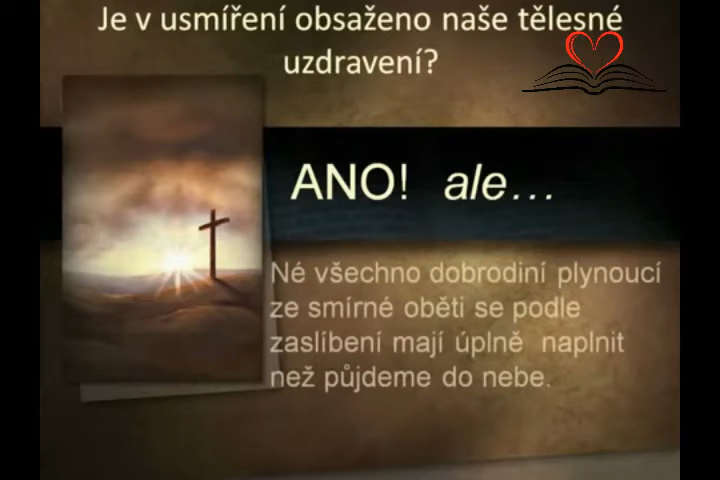 Je v usmíření obsaženo naše tělesné
uzdravení?
ANO! ale...
Né všechno dobrodiní plynoucí
ze smírné oběti se podle
zaslíbení mají úplně naplnit
než půjdeme do nebe.